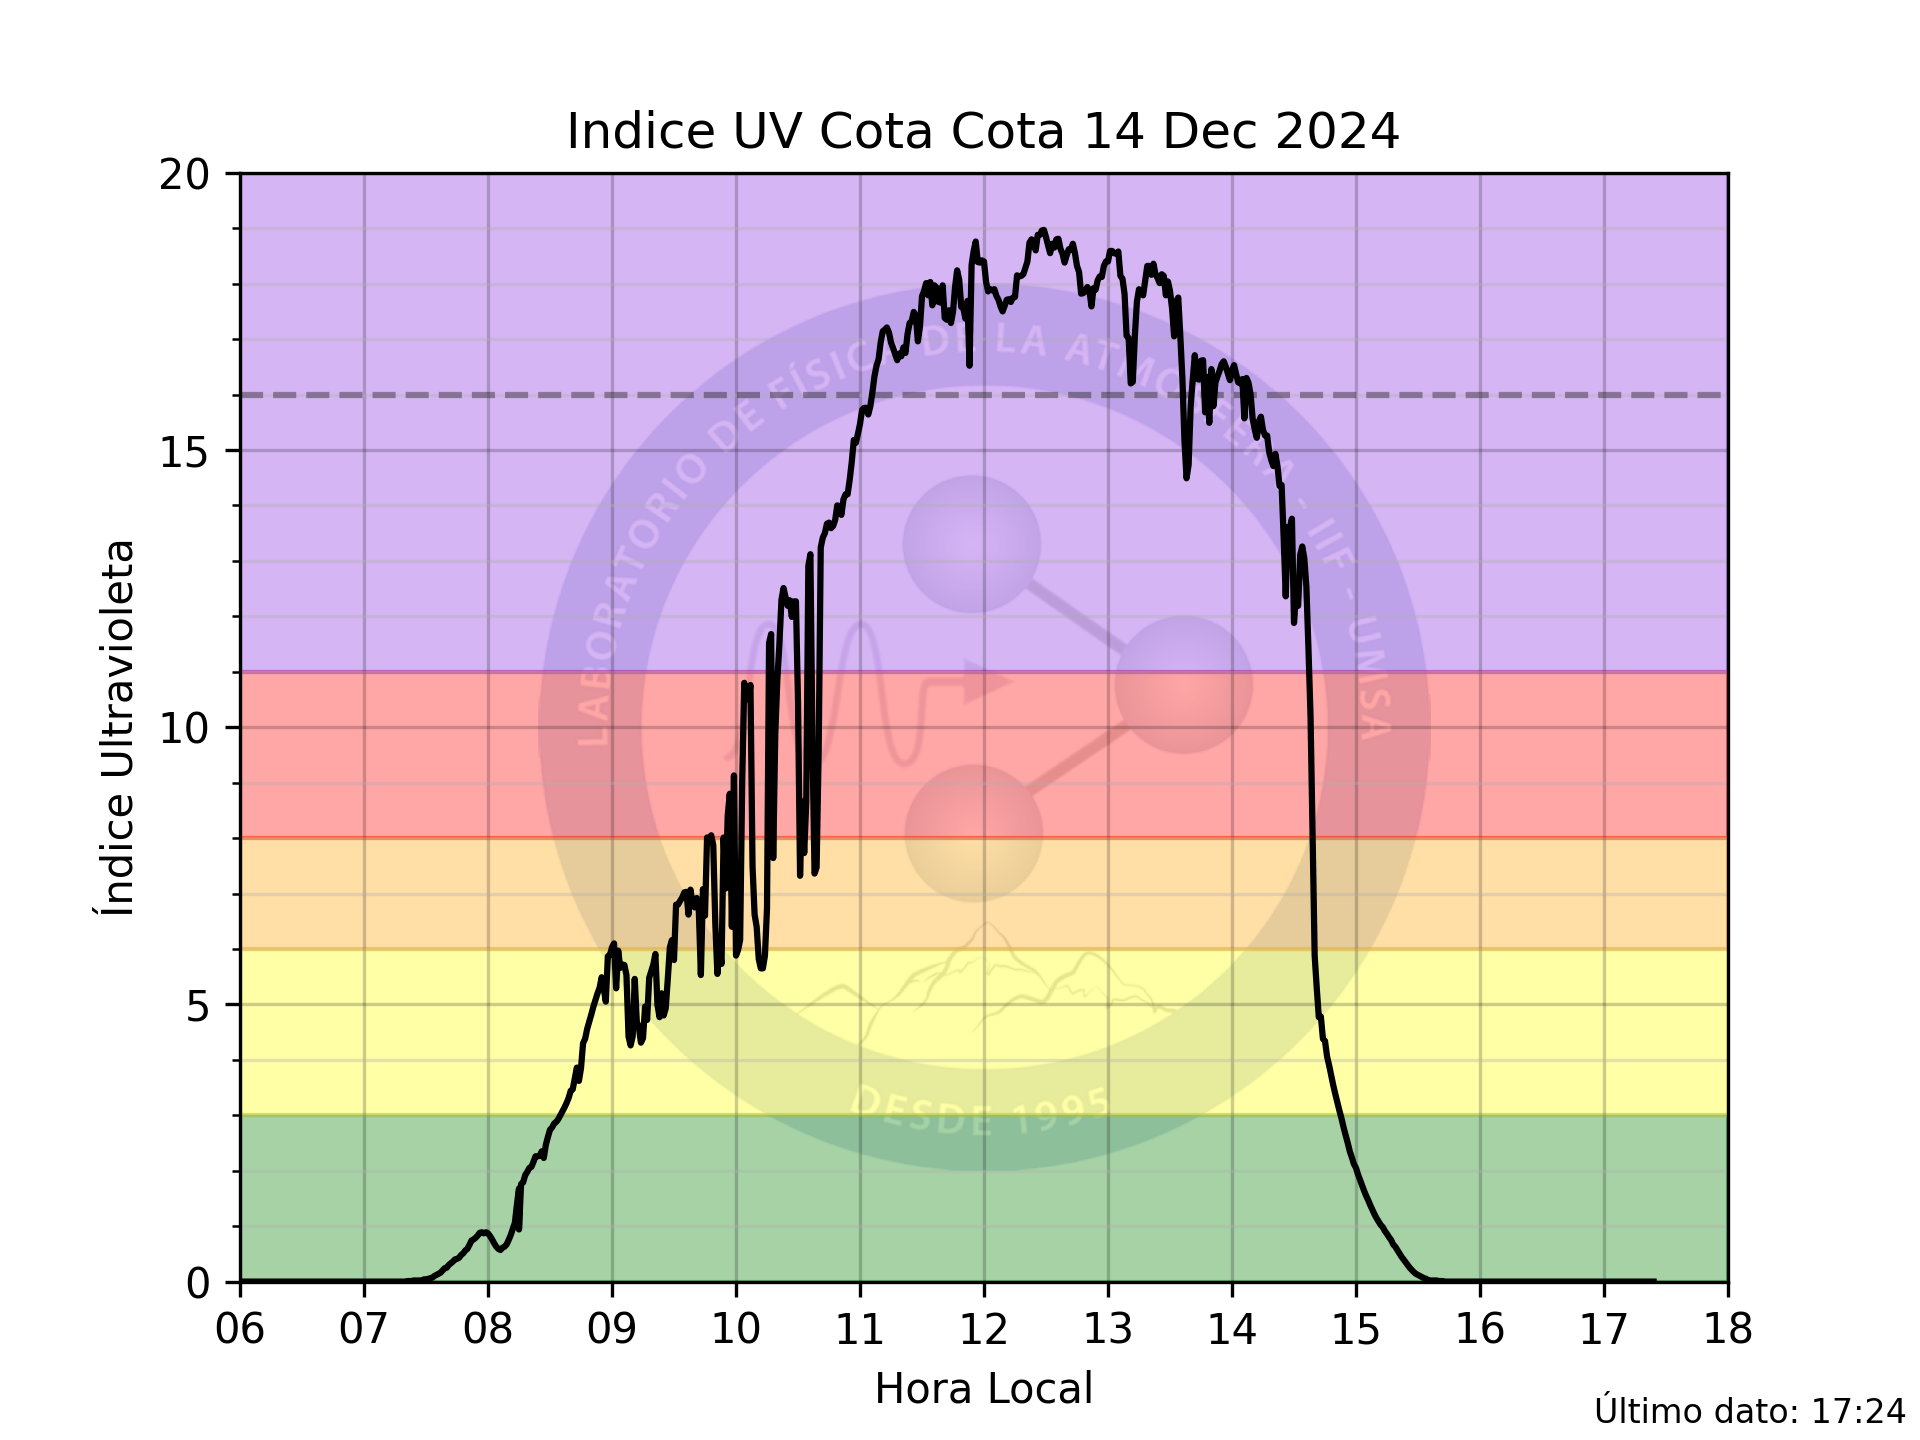 Indice UV Cota Cota 14 Dec 2024
20
15
10
5
0
Índice Ultravioleta
LABORATORIO DE FÍSICA DE LA ATMÓSFERA - IIF - UMSA
DESDE 1995
06 07 08 09 10 11 12 13 14 15 16 17 18
Hora Local
Último dato: 17:24